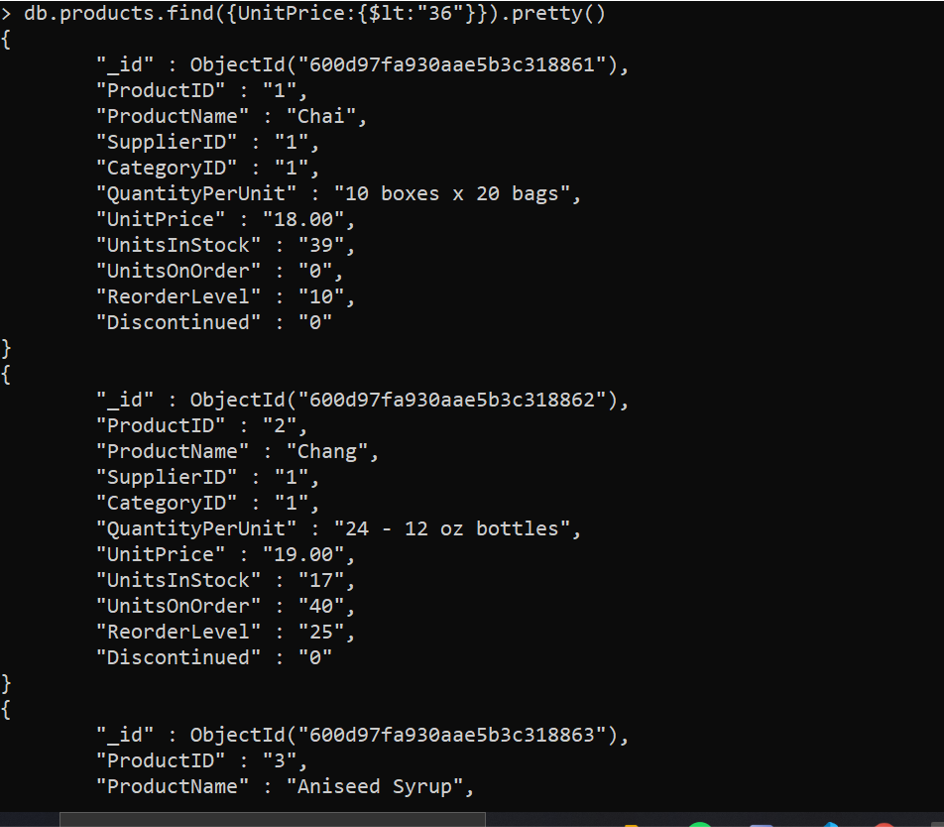 > db.products.find({UnitPrice:{$lt:"36"}}).pretty()
{
"_id" : ObjectId("600d97fa930aae5b3c318861"),
"ProductID" : "1",
"ProductName" : "Chai",
"SupplierID" : "1",
"CategoryID" : "1",
"QuantityPerUnit" : "10 boxes x 20 bags",
"UnitPrice" : "18.00",
"UnitsInStock" : "39",
"UnitsOnOrder" : "0",
"ReorderLevel" : "10",
"Discontinued" : "0"
}
{
"_id" : ObjectId("600d97fa930aae5b3c318862"),
"ProductID" : "2",
"ProductName" : "Chang",
"SupplierID" : "1",
"CategoryID" : "1",
"QuantityPerUnit" : "24 - 12 oz bottles",
"UnitPrice" : "19.00",
"UnitsInStock" : "17",
"UnitsOnOrder" : "40",
"ReorderLevel" : "25",
"Discontinued" : "0"
}
{
"_id" : ObjectId("600d97fa930aae5b3c318863"),
"ProductID" : "3",
"ProductName" : "Aniseed Syrup",